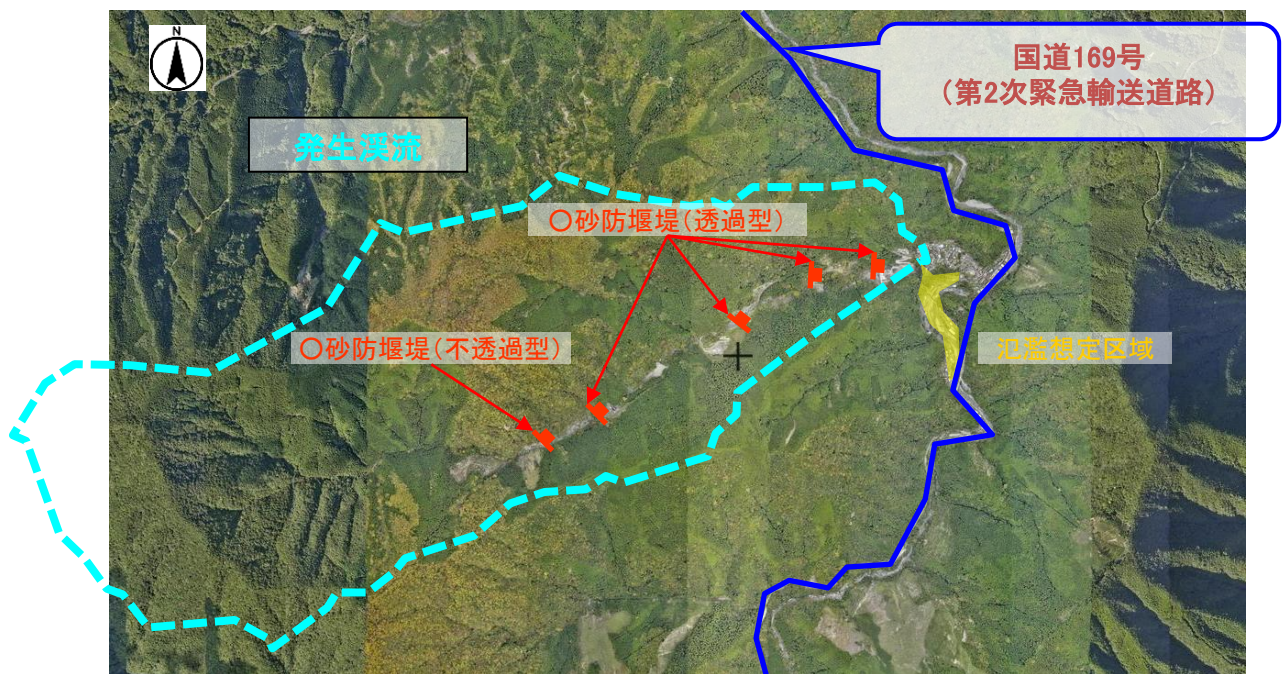 N
国道169号
（第2次緊急輸送道路）
発生渓流
〇砂防堰堤（透過型）
〇砂防堰堤（不透過型）
氾濫想定区域